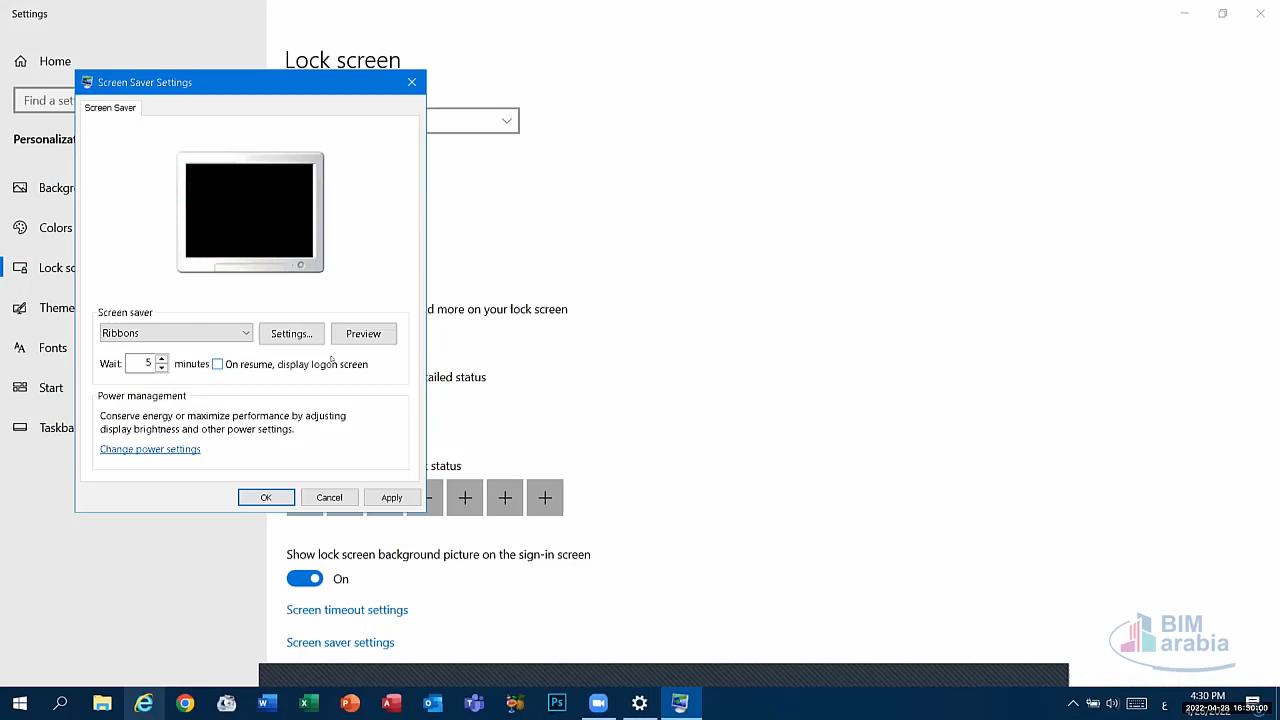 Settings
Home
Find a set
Personalizat
Backgr
Colors
Lock sc
Theme
Fonts
Start
Taskba
Lock screen
Screen Saver Settings
Screen Saver
Screen saver
Ribbons
Settings...
Preview
Wait:
5
minutes
On resume, display logon screen
Power management
Conserve energy or maximize performance by adjusting
display brightness and other power settings.
Change power settings
OK
Cancel
Apply
d more on your lock screen
ailed status
status
Show lock screen background picture on the sign-in screen
On
Screen timeout settings
Screen saver settings
BIM
arabia
Ps
ع
4:30 PM
2022-04-28 16:30:00